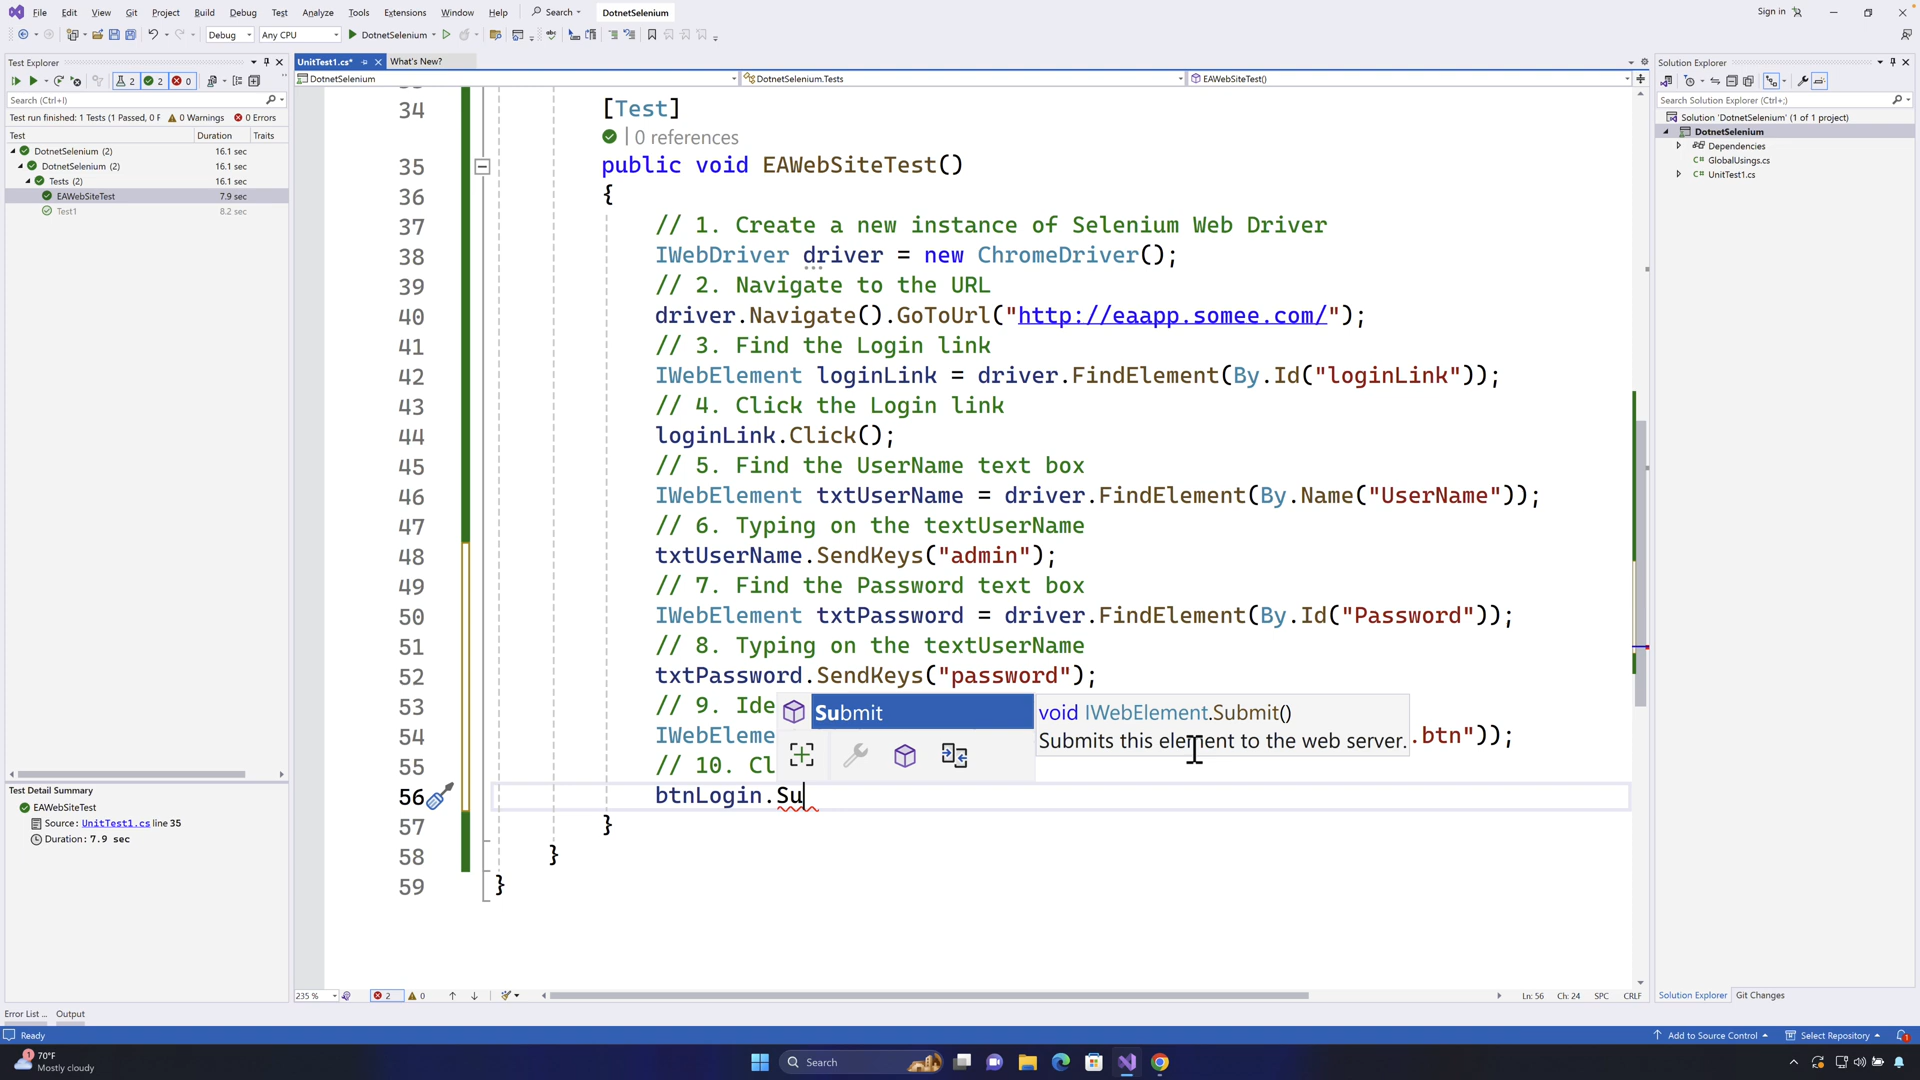 File Edit View Git Project Build Debug Test Analyze Tools Extensions Window Help Search DotnetSelenium Sign in
Debug Any CPU DotnetSelenium
Test Explorer
2 2 0
Search (Ctrl+I)
Test run finished: 1 Tests (1 Passed, 0 F 0 Warnings 0 Errors
Test Duration Traits
DotnetSelenium (2) 16.1 sec
DotnetSelenium (2) 16.1 sec
Tests (2) 16.1 sec
EAWebSiteTest 7.9 sec
Test1 8.2 sec
Test Detail Summary
EAWebSiteTest
Source: UnitTest1.cs line 35
Duration: 7.9 sec
Error List ... Output
UnitTest1.cs* What's New?
DotnetSelenium DotnetSelenium.Tests EAWebSiteTest()
34 [Test]
0 references
35 public void EAWebSiteTest()
36 {
37 // 1. Create a new instance of Selenium Web Driver
38 IWebDriver driver = new ChromeDriver();
39 // 2. Navigate to the URL
40 driver.Navigate().GoToUrl("http://eaapp.somee.com/");
41 // 3. Find the Login link
42 IWebElement loginLink = driver.FindElement(By.Id("loginLink"));
43 // 4. Click the Login link
44 loginLink.Click();
45 // 5. Find the UserName text box
46 IWebElement txtUserName = driver.FindElement(By.Name("UserName"));
47 // 6. Typing on the textUserName
48 txtUserName.SendKeys("admin");
49 // 7. Find the Password text box
50 IWebElement txtPassword = driver.FindElement(By.Id("Password"));
51 // 8. Typing on the textUserName
52 txtPassword.SendKeys("password");
53 // 9. Ide
54 IWebEleme .btn"));
55 // 10. Cl
56 btnLogin.Su
57 }
58 }
59 }
Submit
void IWebElement.Submit()
Submits this element to the web server.
235 % 2 0 Ln: 56 Ch: 24 SPC CRLF
Solution Explorer
Search Solution Explorer (Ctrl+;)
Solution 'DotnetSelenium' (1 of 1 project)
DotnetSelenium
Dependencies
GlobalUsings.cs
UnitTest1.cs
Solution Explorer Git Changes
Ready Add to Source Control Select Repository 1
1 70°F
Mostly cloudy
Search